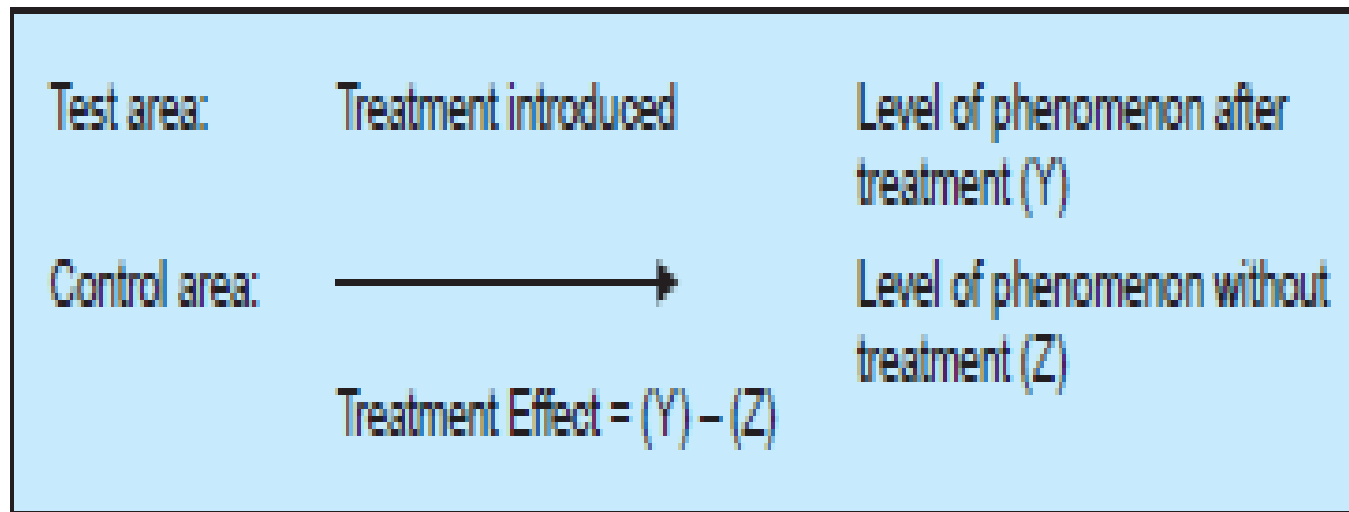 Test area: Treatment introduced Level of phenomenon after
treatment (Y)
Control area: Level of phenomenon without
treatment (Z)
Treatment Effect = (Y) – (Z)